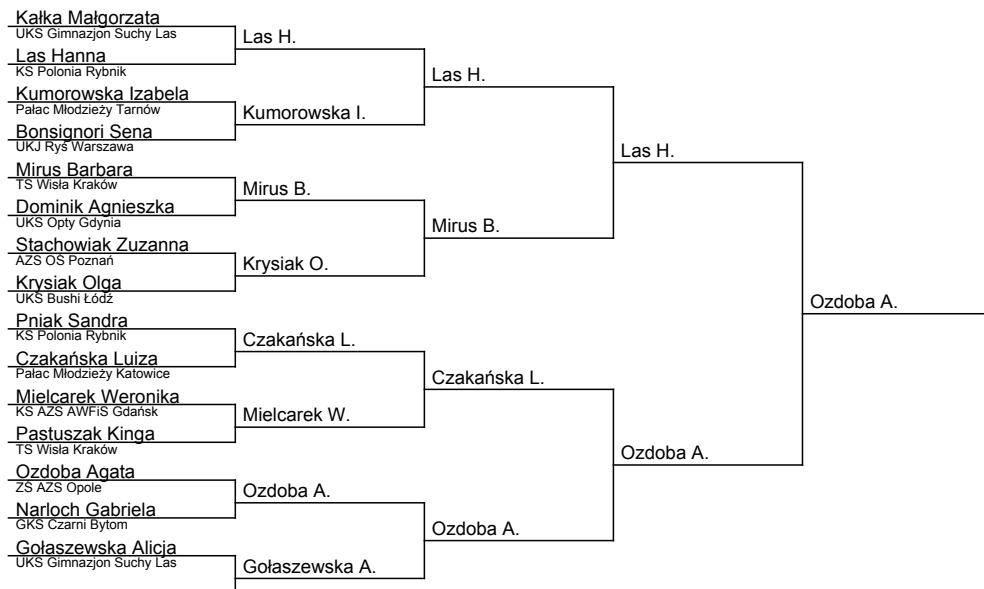 Kałka Małgorzata
UKS Gimnazjon Suchy Las
Las H.
Las Hanna
KS Polonia Rybnik
Las H.
Kumorowska Izabela
Pałac Młodzieży Tarnów
Kumorowska I.
Bonsignori Sena
UKJ Ryś Warszawa
Las H.
Mirus Barbara
TS Wisła Kraków
Mirus B.
Dominik Agnieszka
UKS Opty Gdynia
Mirus B.
Stachowiak Zuzanna
AZS OŚ Poznań
Krysiak O.
Krysiak Olga
UKS Bushi Łódź
Ozdoba A.
Pniak Sandra
KS Polonia Rybnik
Czakańska L.
Czakańska Luiza
Pałac Młodzieży Katowice
Czakańska L.
Mielcarek Weronika
KS AZS AWFiS Gdańsk
Mielcarek W.
Pastuszak Kinga
TS Wisła Kraków
Ozdoba A.
Ozdoba Agata
ZŚ AZS Opole
Ozdoba A.
Narloch Gabriela
GKS Czarni Bytom
Ozdoba A.
Gołaszewska Alicja
UKS Gimnazjon Suchy Las
Gołaszewska A.